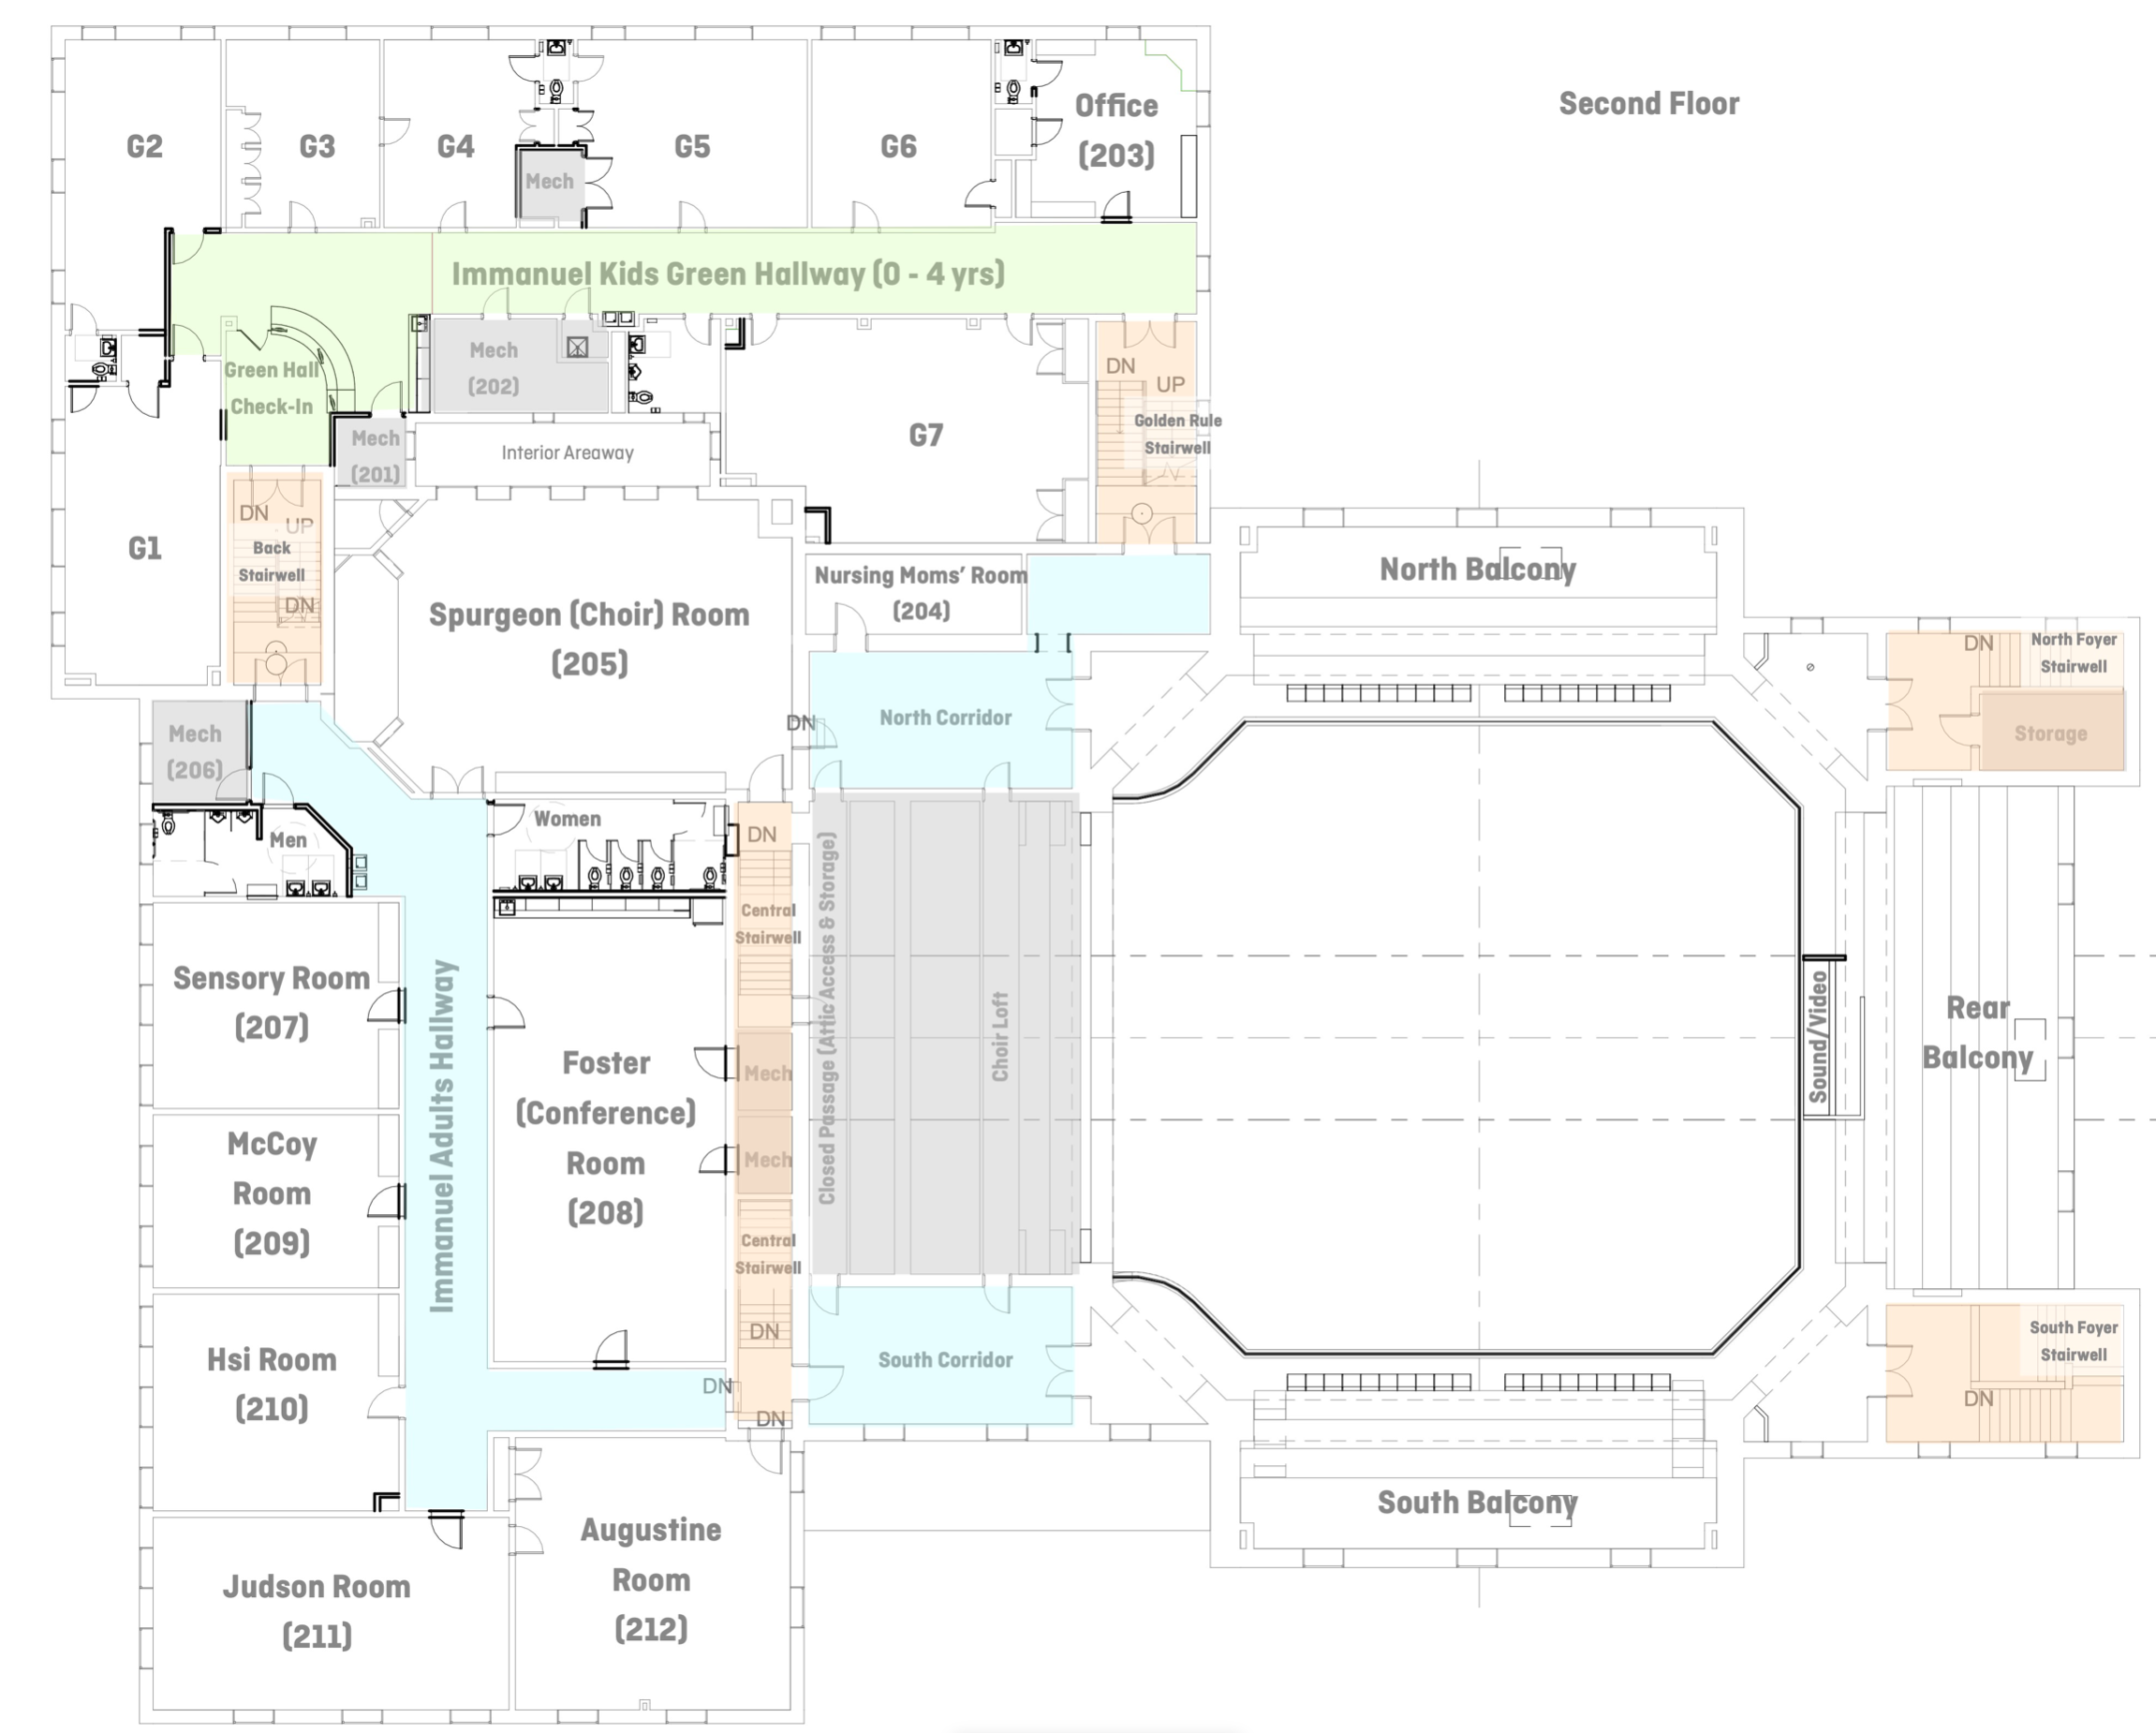 Second Floor
G2
G3
G4
G5
G6
Office
(203)
Mech
Immanuel Kids Green Hallway (0 - 4 yrs)
Green Hall
Check-In
Mech
(202)
Mech
(201)
Interior Areaway
G7
DN
UP
Golden Rule
Stairwell
G1
DN
UP
Back
Stairwell
DN
Spurgeon (Choir) Room
(205)
Nursing Moms' Room
(204)
North Balcony
DN
North Foyer
Stairwell
Storage
Mech
(206)
DN
North Corridor
Men
Women
DN
Central
Stairwell
Closed Passage (Attic Access & Storage)
Choir Loft
Sensory Room
(207)
Immanuel Adults Hallway
Foster
(Conference)
Room
(208)
Mech
Mech
Sound/Video
Rear
Balcony
McCoy
Room
(209)
Central
Stairwell
DN
Hsi Room
(210)
DN
DN
South Corridor
South Foyer
Stairwell
DN
South Balcony
Judson Room
(211)
Augustine
Room
(212)